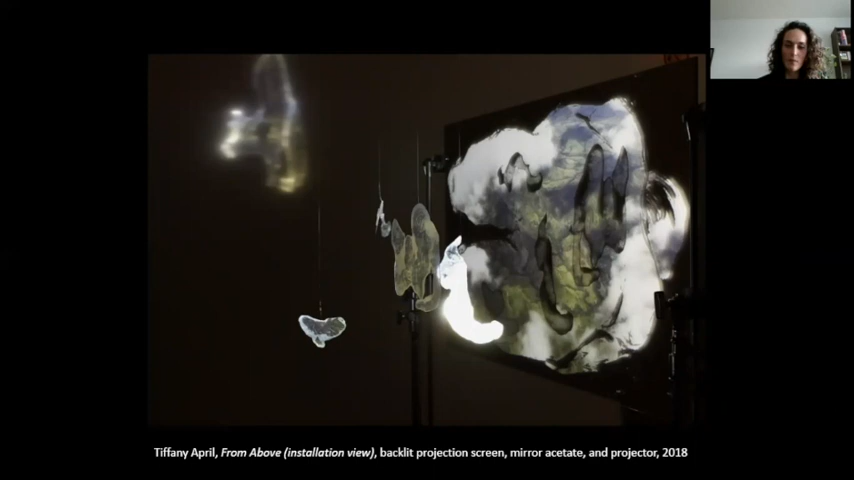 Tiffany April, From Above (installation view), backlit projection screen, mirror acetate, and projector, 2018